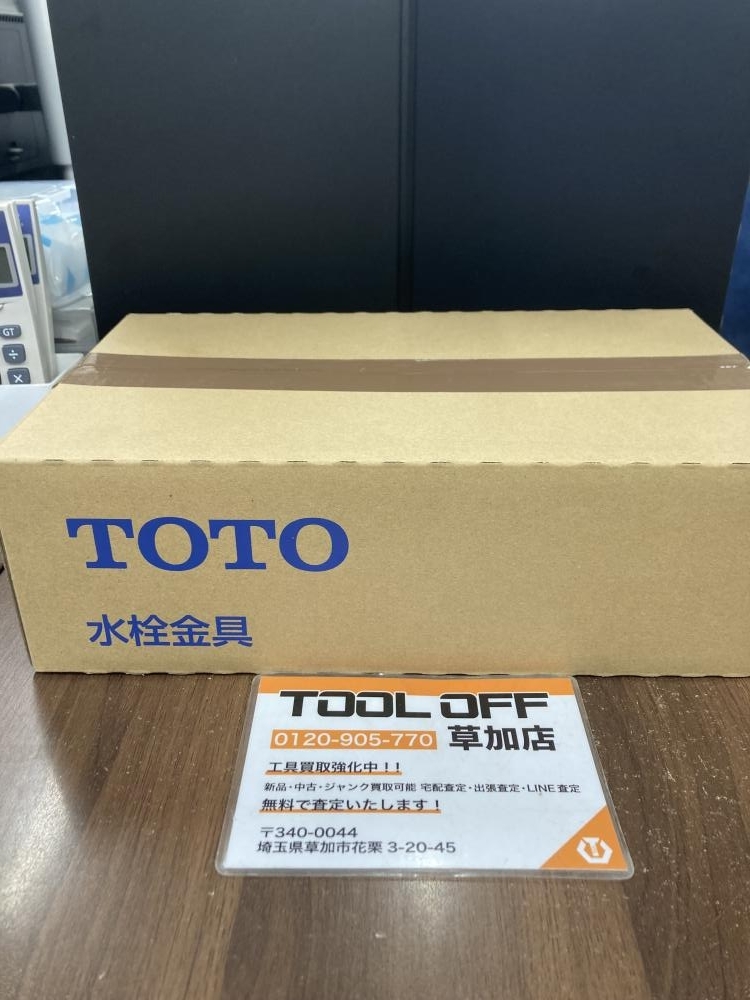 GT
÷
X
TOTO
水栓金具
TOOL OFF
0120-905-770 草加店
工具買取強化中!!
新品・中古・ジャンク買取可能 宅配査定・出張査定・LINE査定
無料で査定いたします!
〒340-0044
埼玉県草加市花栗 3-20-45